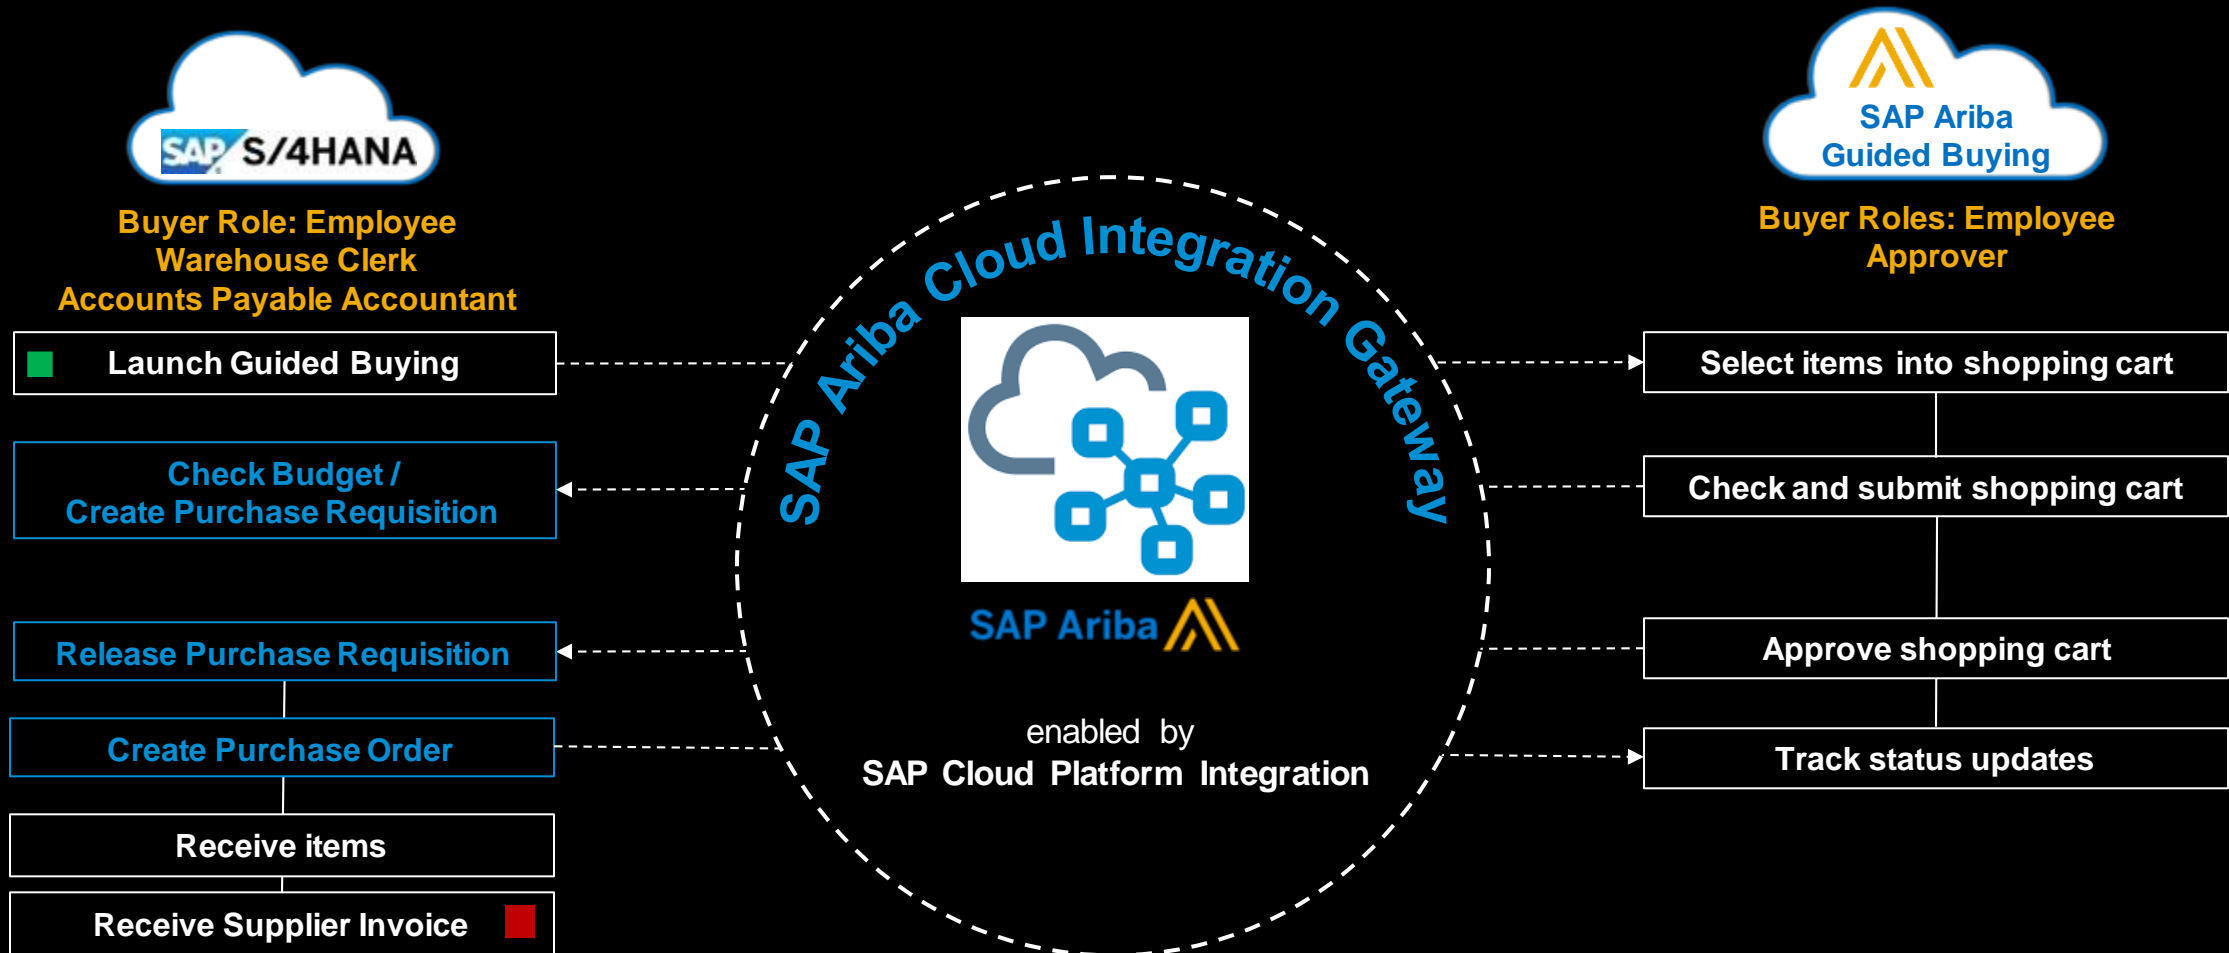 SAP S/4HANA
Buyer Role: Employee
Warehouse Clerk
Accounts Payable Accountant
Launch Guided Buying
Check Budget /
Create Purchase Requisition
Release Purchase Requisition
Create Purchase Order
Receive items
Receive Supplier Invoice
SAP Ariba Cloud Integration Gateway
SAP Ariba
enabled by
SAP Cloud Platform Integration
SAP Ariba
Guided Buying
Buyer Roles: Employee
Approver
Select items into shopping cart
Check and submit shopping cart
Approve shopping cart
Track status updates